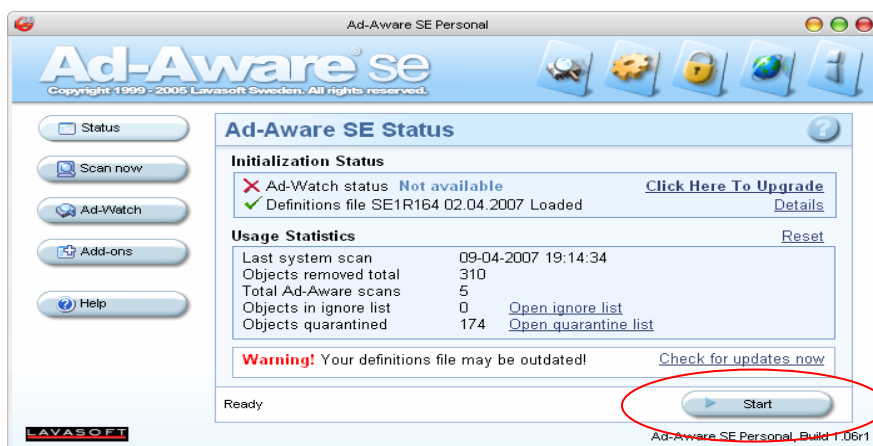 Ad-Aware SE Personal
Ad-Aware SE
Copyright 1999 - 2005 Lavasoft Sweden. All rights reserved.
Status
Scan now
Ad-Watch
Add-ons
Help
Ad-Aware SE Status
Initialization Status
Ad-Watch status Not available Click Here To Upgrade
Definitions file SE1R164 02.04.2007 Loaded Details
Usage Statistics Reset
Last system scan 09-04-2007 19:14:34
Objects removed total 310
Total Ad-Aware scans 5
Objects in ignore list 0 Open ignore list
Objects quarantined 174 Open quarantine list
Warning! Your definitions file may be outdated! Check for updates now
Ready Start
LAVASOFT
Ad-Aware SE Personal, Build 1.06r1